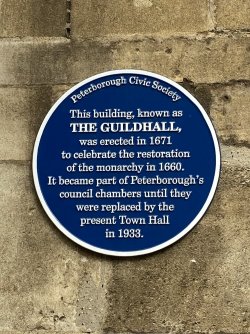 Peterborough Civic Society
This building, known as
THE GUILDHALL,
was erected in 1671
to celebrate the restoration
of the monarchy in 1660.
It became part of Peterborough's
council chambers until they
were replaced by the
present Town Hall
in 1933.